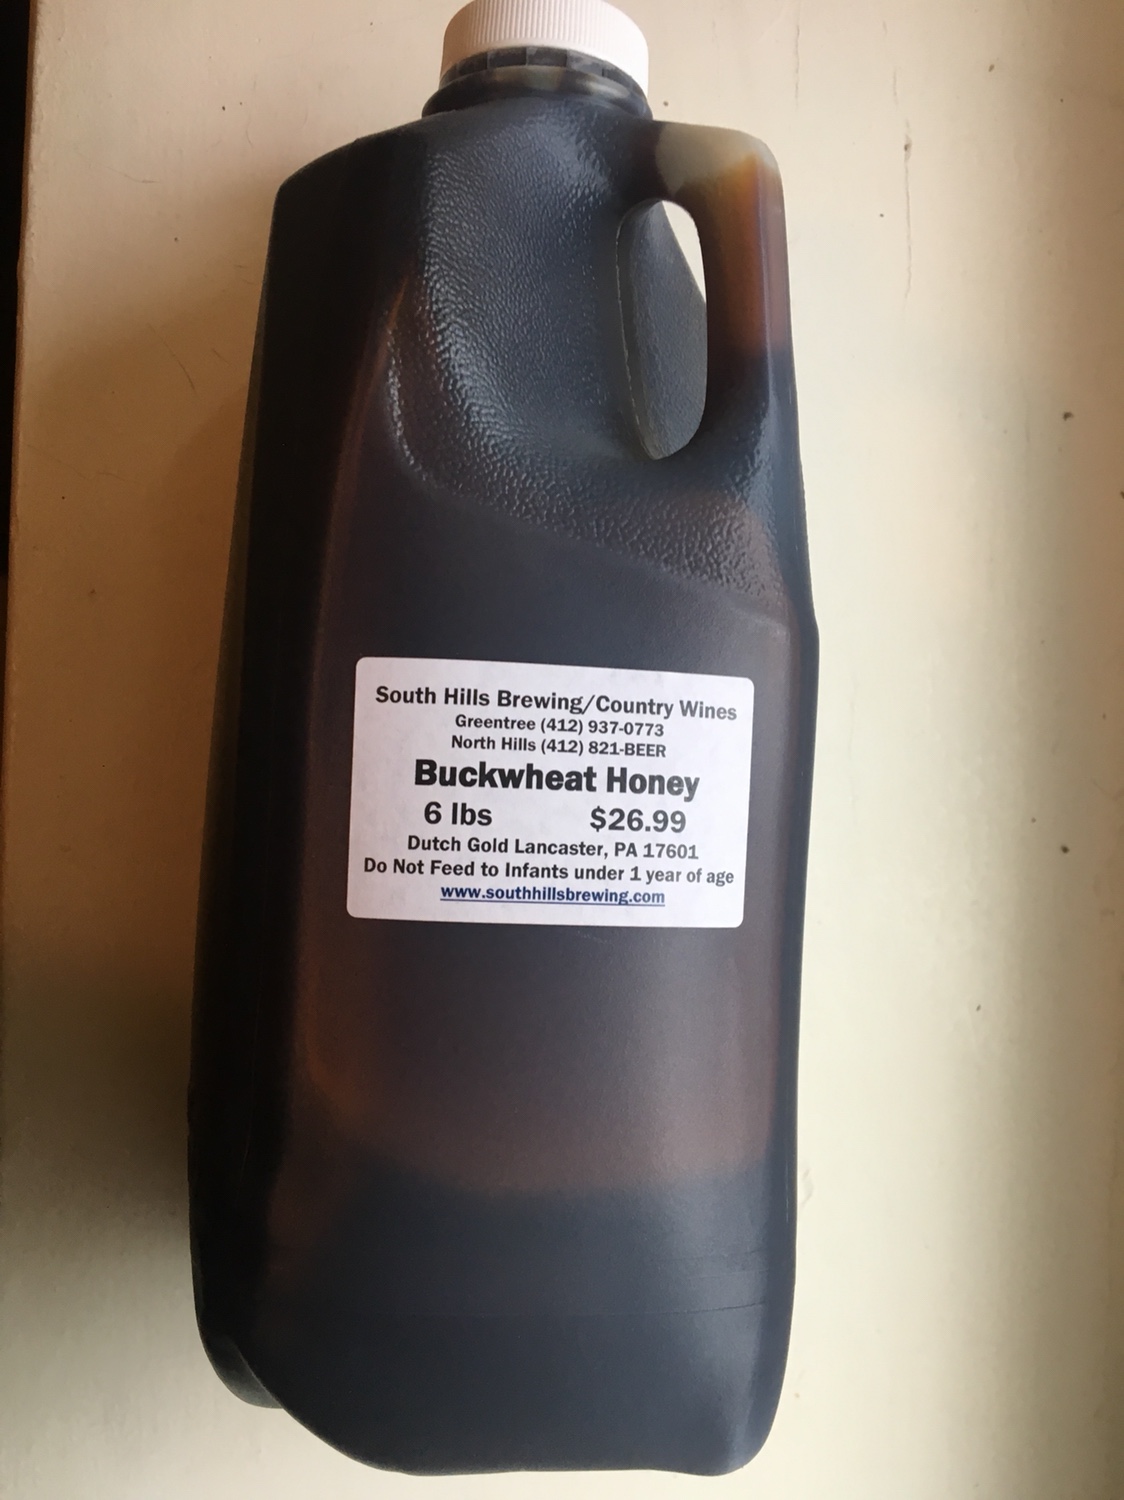 South Hills Brewing/Country Wines
Greentree (412) 937-0773
North Hills (412) 821-BEER
Buckwheat Honey
6 lbs $26.99
Dutch Gold Lancaster, PA 17601
Do Not Feed to Infants under 1 year of age
www.southhillsbrewing.com